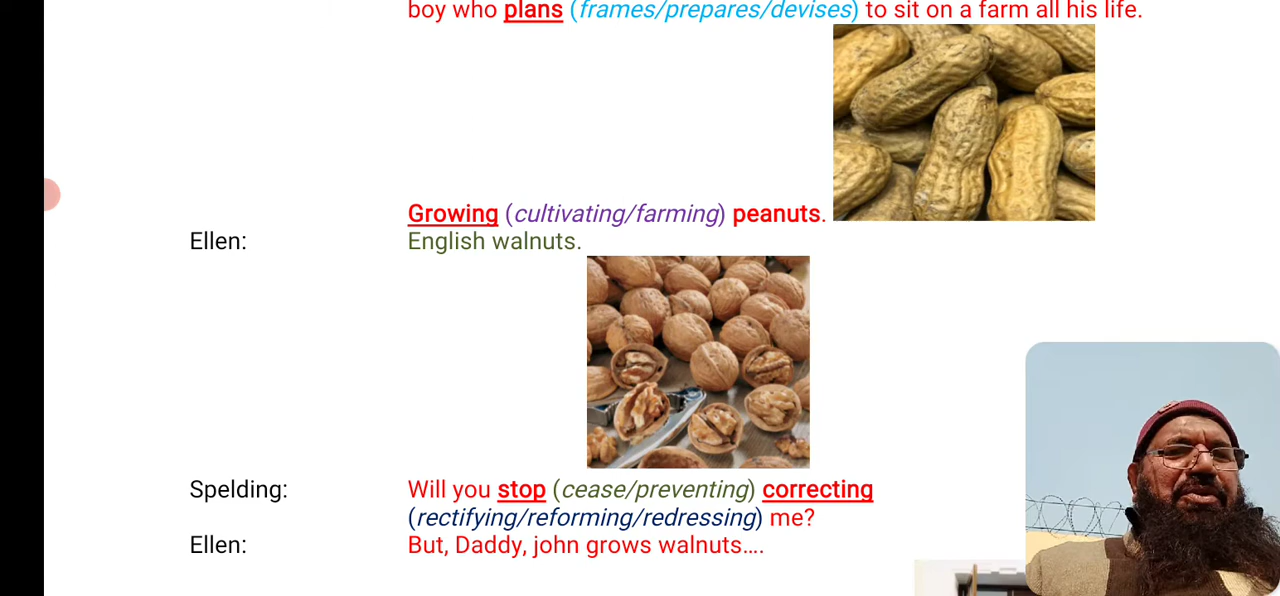 boy who plans (frames/prepares/devises) to sit on a farm all his life.
Growing (cultivating/farming) peanuts.
Ellen: English walnuts.
Spelding: Will you stop (cease/preventing) correcting
(rectifying/reforming/redressing) me?
Ellen: But, Daddy, john grows walnuts....